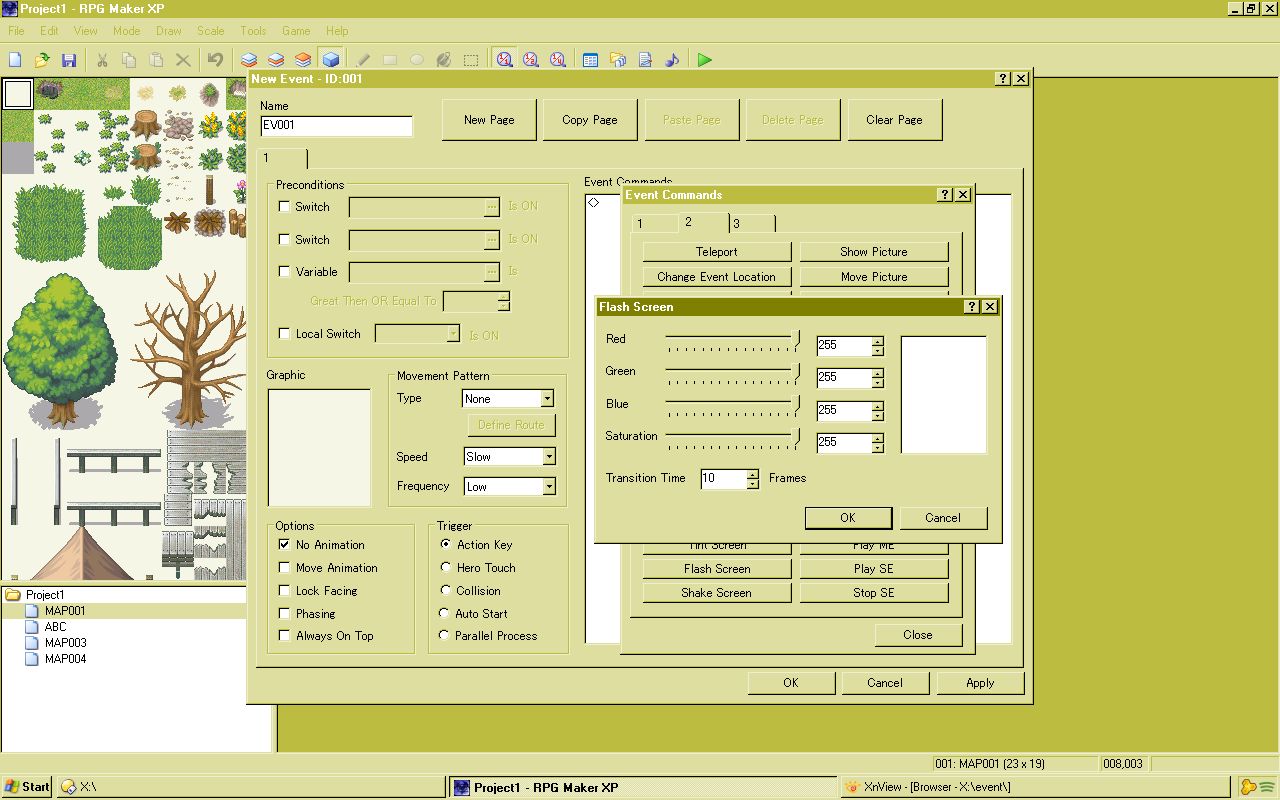 Project1 - RPG Maker XP
File Edit View Mode Draw Scale Tools Game Help
New Event - ID:001
Name
EV001
New Page
Copy Page
Paste Page
Delete Page
Clear Page
1
Preconditions
Switch
Is ON
Switch
Is ON
Variable
Is
Great Then OR Equal To
Local Switch
Is ON
Graphic
Movement Pattern
Type
None
Define Route
Speed
Slow
Frequency
Low
Options
No Animation
Move Animation
Lock Facing
Phasing
Always On Top
Trigger
Action Key
Hero Touch
Collision
Auto Start
Parallel Process
Event Commands
Event Commands
1 2 3
Teleport
Show Picture
Change Event Location
Move Picture
Flash Screen
Red
255
Green
255
Blue
255
Saturation
255
Transition Time
10
Frames
OK
Cancel
Tint Screen
Play ME
Flash Screen
Play SE
Shake Screen
Stop SE
Close
OK
Cancel
Apply
Project1
MAP001
ABC
MAP003
MAP004
001: MAP001 (23 x 19)
008,003
Start
X:\
Project1 - RPG Maker XP
XnView - [Browser - X:\event\]